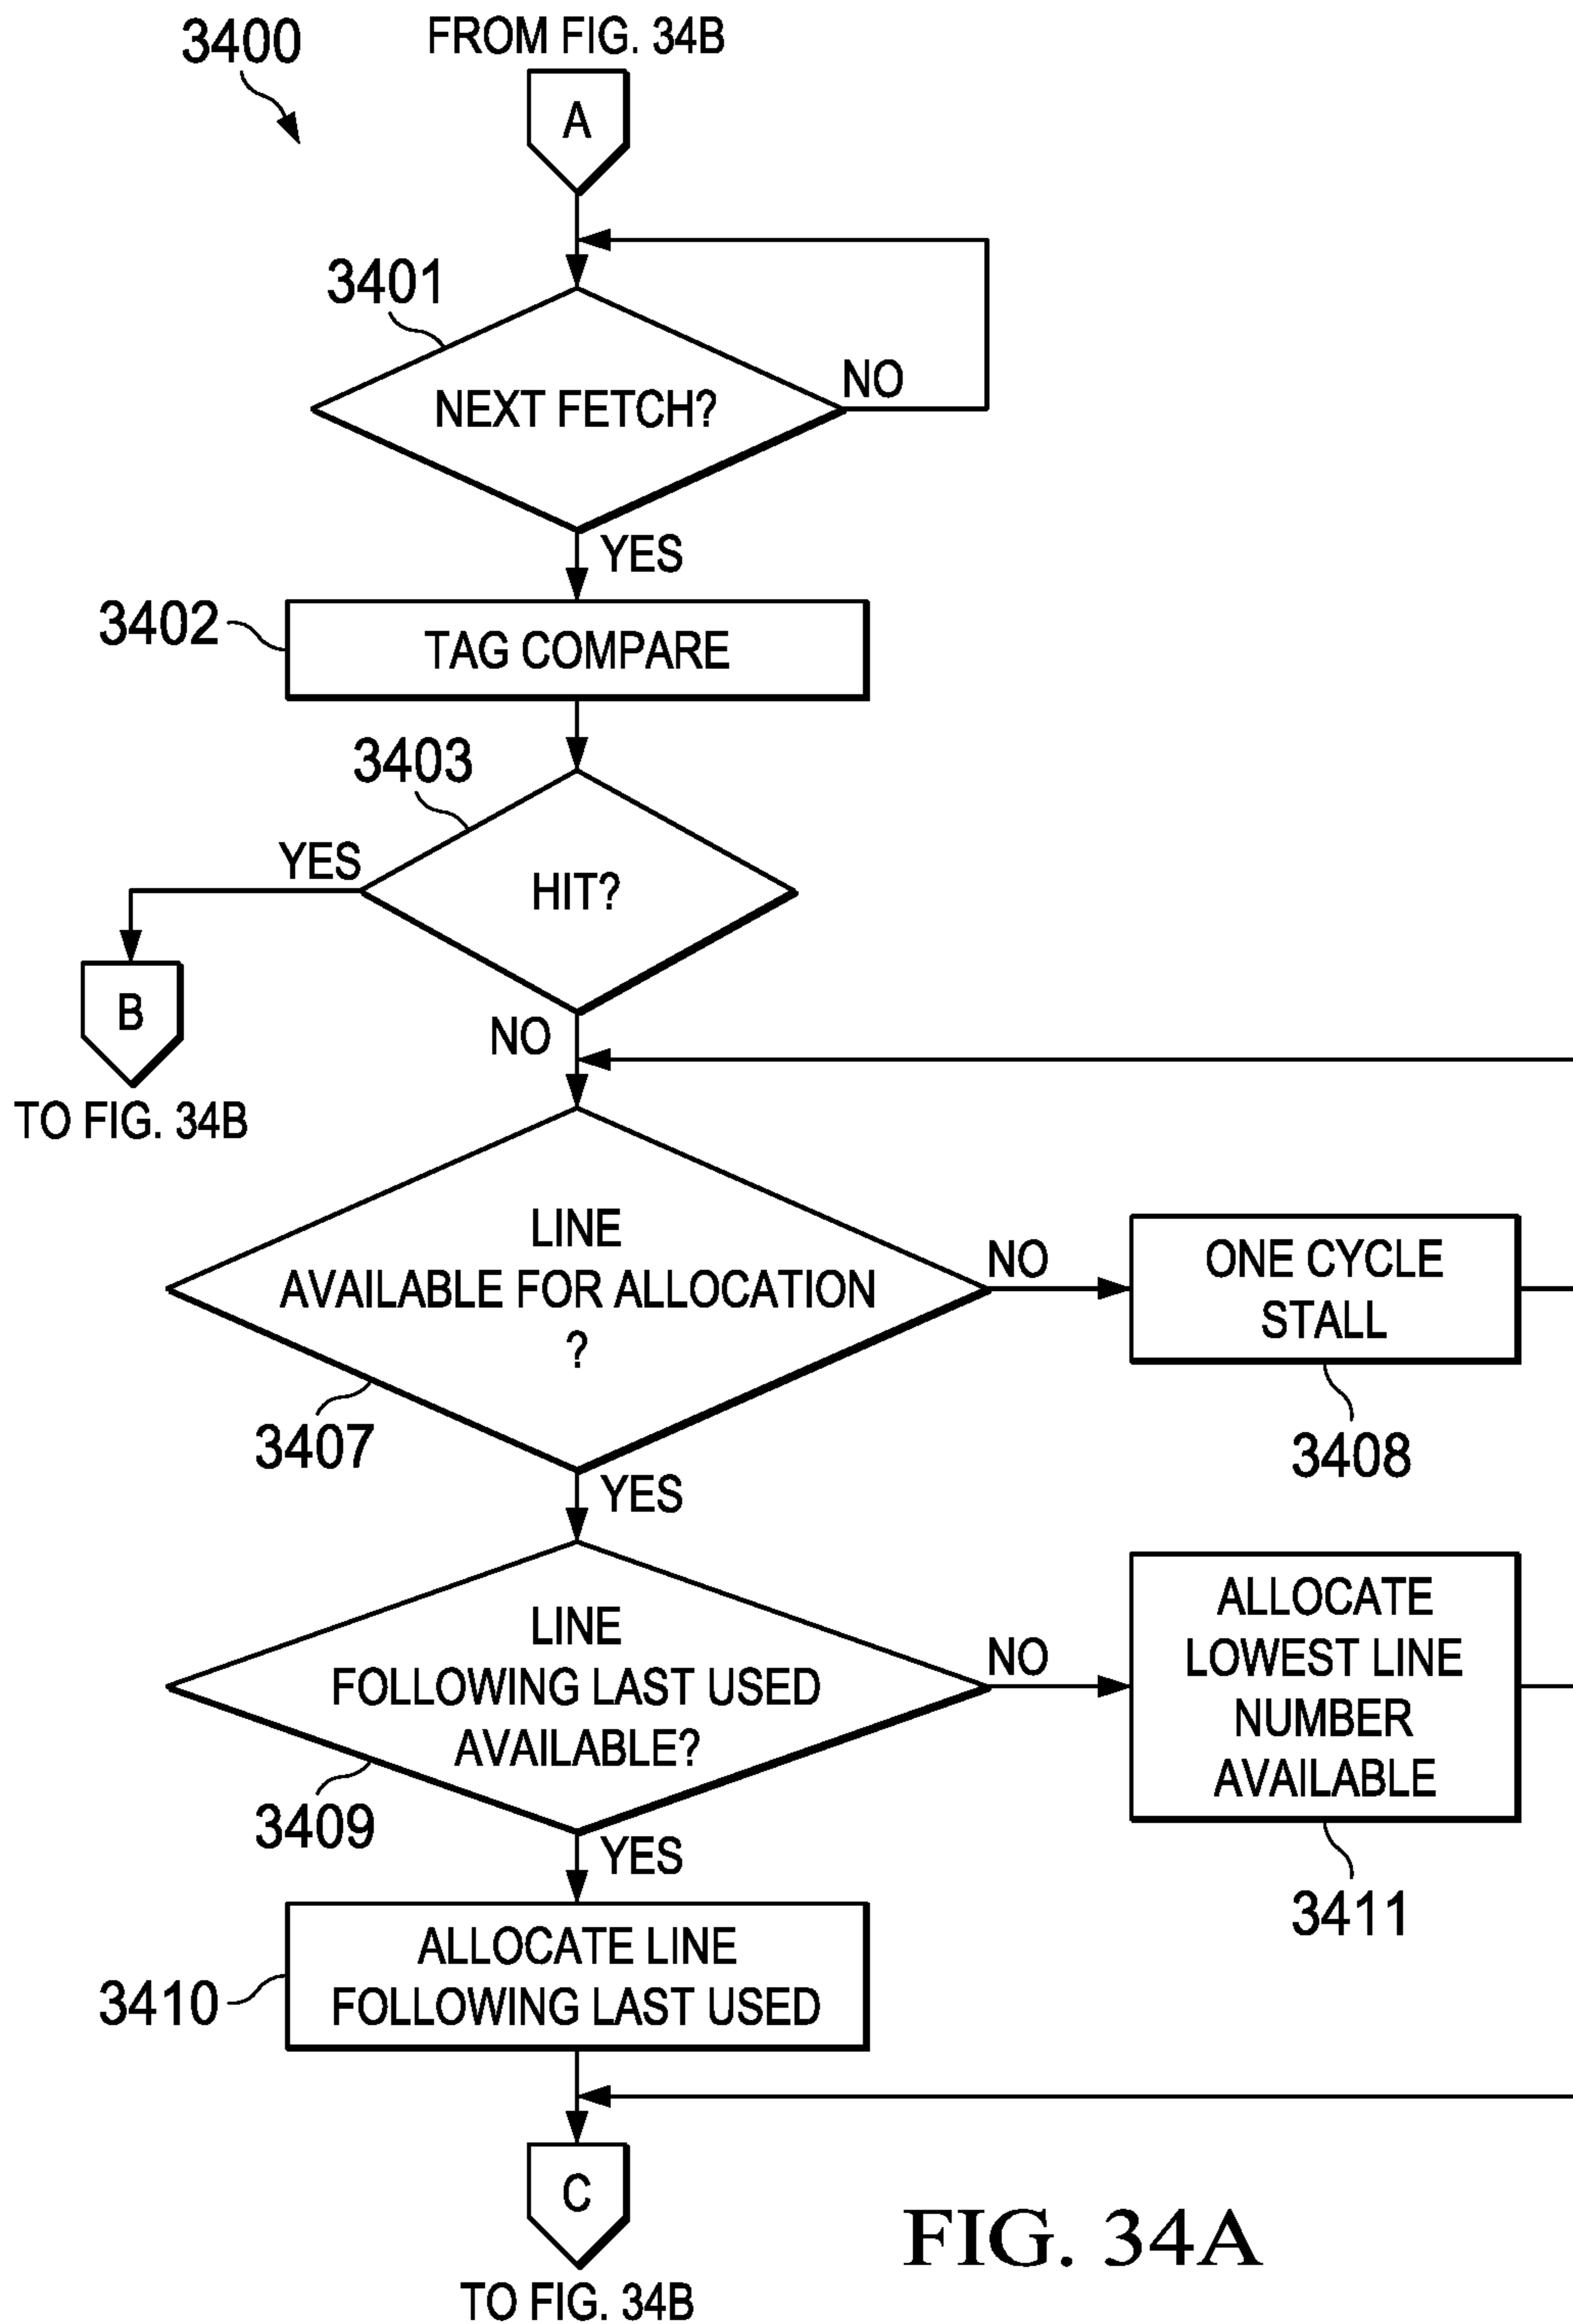 3400
FROM FIG. 34B
A
3401
NEXT FETCH?
NO
YES
3402
TAG COMPARE
3403
YES
HIT?
B
NO
TO FIG. 34B
LINE
AVAILABLE FOR ALLOCATION
?
NO
ONE CYCLE
STALL
3407
3408
YES
LINE
FOLLOWING LAST USED
AVAILABLE?
NO
ALLOCATE
LOWEST LINE
NUMBER
AVAILABLE
3409
YES
3411
ALLOCATE LINE
FOLLOWING LAST USED
3410
C
TO FIG. 34B
FIG. 34A